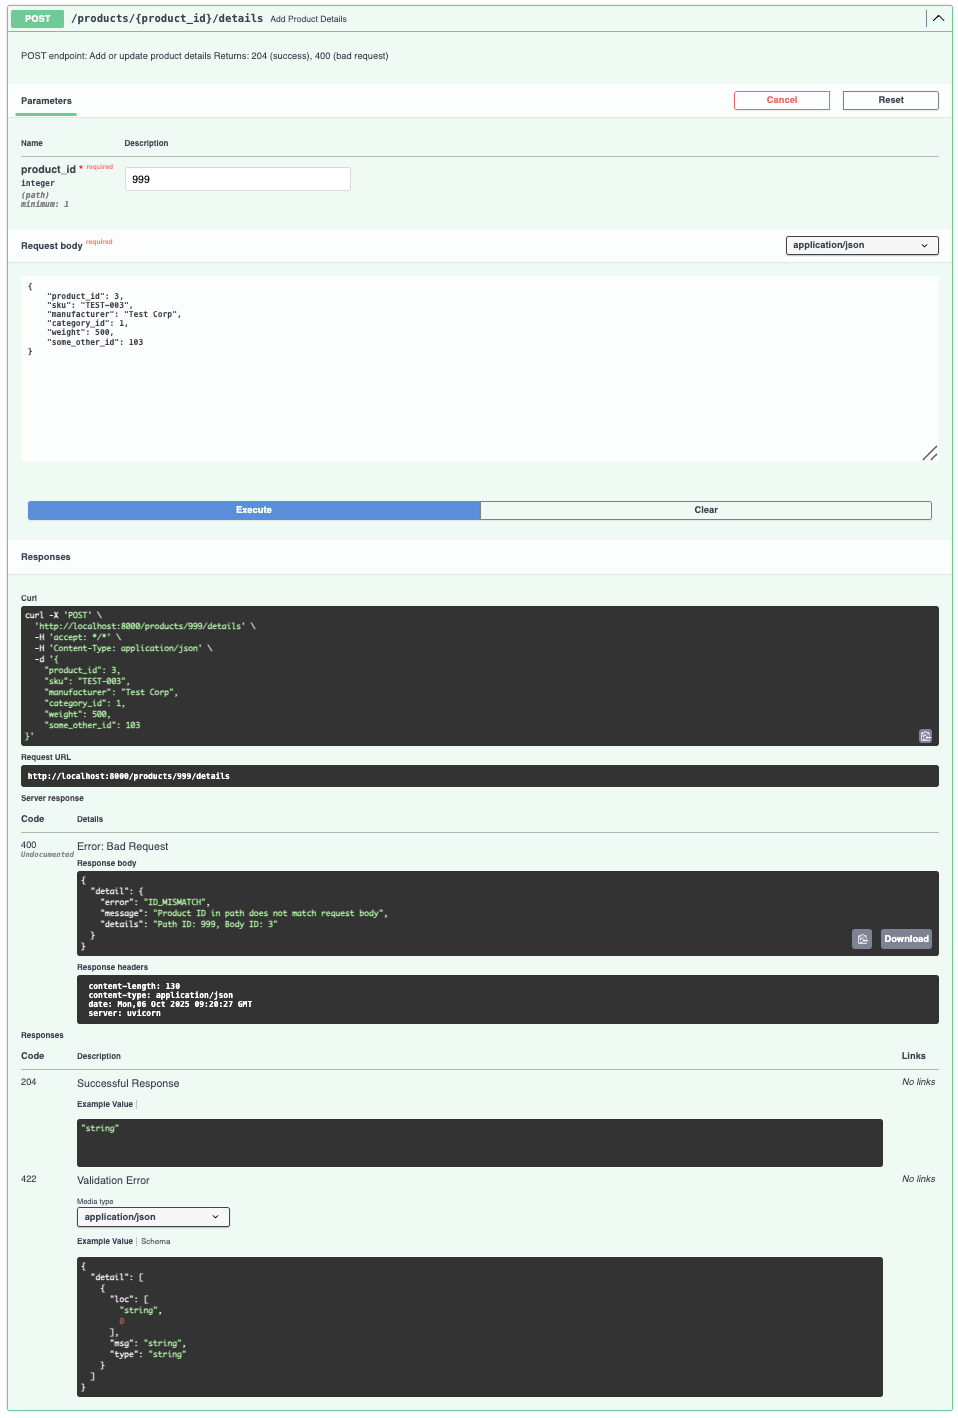 POST /products/{product_id}/details Add Product Details
POST endpoint: Add or update product details Returns: 204 (success), 400 (bad request)
Parameters
Cancel
Reset
Name Description
product_id * required
integer
(path)
minimum: 1
999
Request body required
application/json
{
    "product_id": 3,
    "sku": "TEST-003",
    "manufacturer": "Test Corp",
    "category_id": 1,
    "weight": 500,
    "some_other_id": 103
}
Execute
Clear
Responses
Curl
curl -X 'POST' \
  'http://localhost:8000/products/999/details' \
  -H 'accept: */*' \
  -H 'Content-Type: application/json' \
  -d '{
    "product_id": 3,
    "sku": "TEST-003",
    "manufacturer": "Test Corp",
    "category_id": 1,
    "weight": 500,
    "some_other_id": 103
}'
Request URL
http://localhost:8000/products/999/details
Server response
Code Details
400 Error: Bad Request
Undocumented
Response body
{
  "detail": {
    "error": "ID_MISMATCH",
    "message": "Product ID in path does not match request body",
    "details": "Path ID: 999, Body ID: 3"
  }
}
Download
Response headers
content-length: 130
content-type: application/json
date: Mon,06 Oct 2025 09:20:27 GMT
server: uvicorn
Responses
Code Description Links
204 Successful Response No links
Example Value
"string"
422 Validation Error No links
Media type
application/json
Example Value Schema
{
  "detail": [
    {
      "loc": [
        "string",
        0
      ],
      "msg": "string",
      "type": "string"
    }
  ]
}